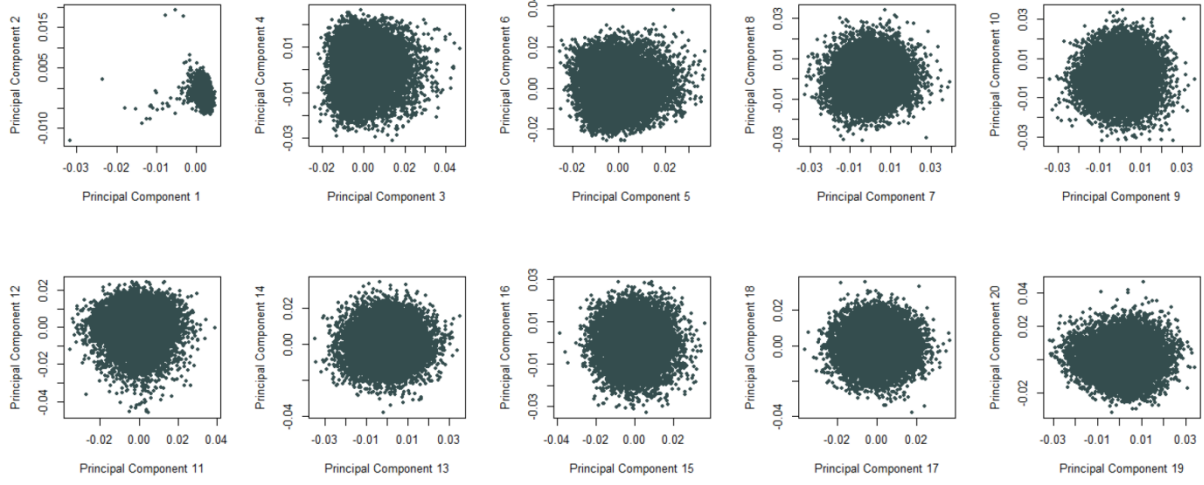 Principal Component 2
0.015
0.005
-0.010
-0.03 -0.02 -0.01 0.00
Principal Component 1
Principal Component 4
0.01
-0.01
-0.03
-0.02 0.00 0.02 0.04
Principal Component 3
Principal Component 6
0.04
0.02
0.00
-0.02
-0.02 0.00 0.02
Principal Component 5
Principal Component 8
0.03
0.01
-0.01
-0.03
-0.03 -0.01 0.01 0.03
Principal Component 7
Principal Component 10
0.03
0.01
-0.01
-0.03
-0.03 -0.01 0.01 0.03
Principal Component 9
Principal Component 12
0.02
0.00
-0.02
-0.04
-0.02 0.00 0.02 0.04
Principal Component 11
Principal Component 14
0.02
0.00
-0.04
-0.03 -0.01 0.01 0.03
Principal Component 13
Principal Component 16
0.03
0.01
-0.01
-0.03
-0.04 -0.02 0.00 0.02
Principal Component 15
Principal Component 18
0.02
0.00
-0.04
-0.02 0.00 0.02
Principal Component 17
Principal Component 20
0.04
0.02
0.00
-0.02
-0.03 -0.01 0.01 0.03
Principal Component 19